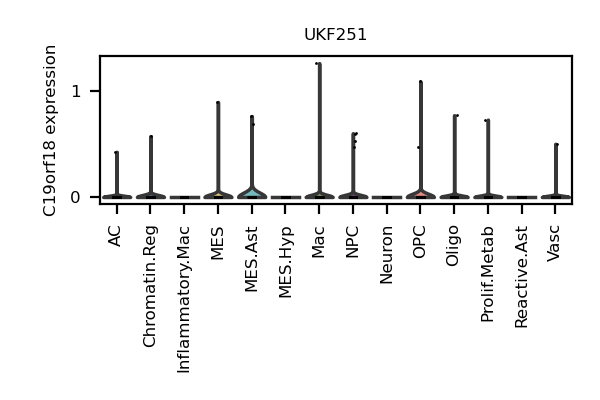 UKF251
C19orf18 expression
1
0
AC
Chromatin.Reg
Inflammatory.Mac
MES
MES.Ast
MES.Hyp
Mac
NPC
Neuron
OPC
Oligo
Prolif.Metab
Reactive.Ast
Vasc